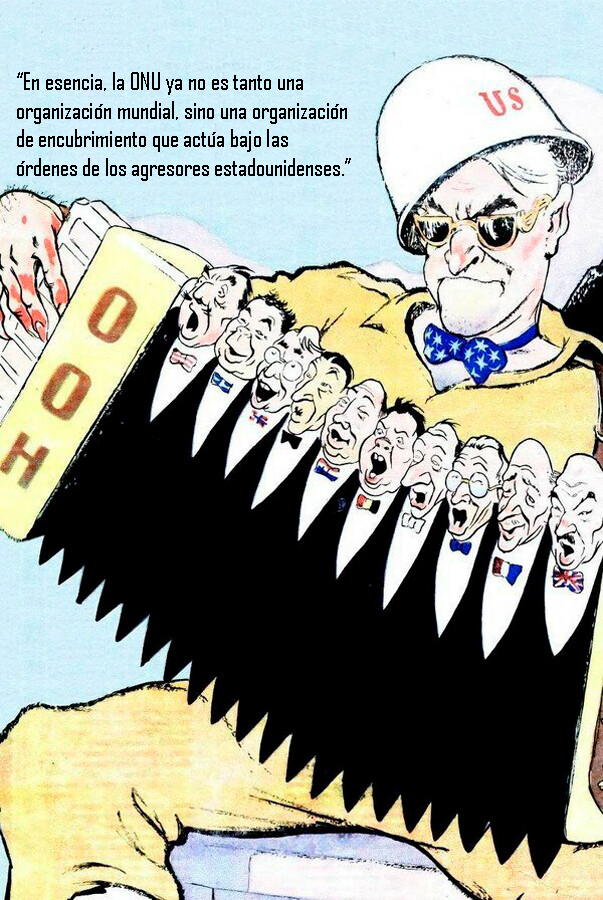 “En esencia, la ONU ya no es tanto una
organización mundial, sino una organización
de encubrimiento que actúa bajo las
órdenes de los agresores estadounidenses.”
US
ООН